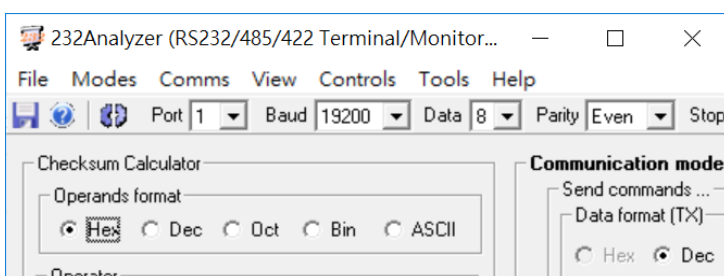 232Analyzer (RS232/485/422 Terminal/Monitor...
File Modes Comms View Controls Tools Help
Port 1 Baud 19200 Data 8 Parity Even Stop
Checksum Calculator
Communication mode
Operands format
Send commands ...
Data format (TX)
Hex Dec Oct Bin ASCII
Hex Dec
Operator